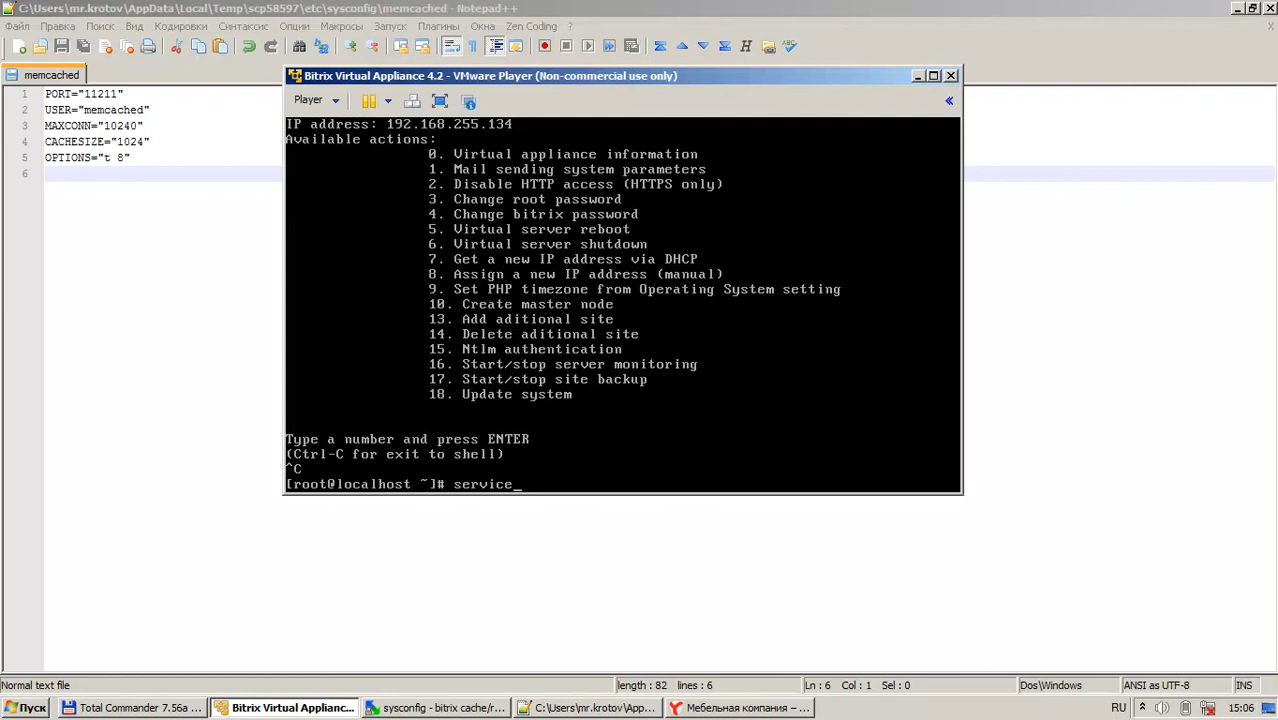 C:\Users\mr.krotov\AppData\Local\Temp\scp58597\etc\sysconfig\memcached - Notepad++
Файл Правка Поиск Вид Кодировки Синтаксис Опции Макросы Запуск Плагины Окна Zen Coding ?
memcached
1 PORT="11211"
2 USER="memcached"
3 MAXCONN="10240"
4 CACHESIZE="1024"
5 OPTIONS="t 8"
6
Bitrix Virtual Appliance 4.2 - VMware Player (Non-commercial use only)
Player
IP address: 192.168.255.134
Available actions:
0. Virtual appliance information
1. Mail sending system parameters
2. Disable HTTP access (HTTPS only)
3. Change root password
4. Change bitrix password
5. Virtual server reboot
6. Virtual server shutdown
7. Get a new IP address via DHCP
8. Assign a new IP address (manual)
9. Set PHP timezone from Operating System setting
10. Create master node
13. Add aditional site
14. Delete aditional site
15. Ntlm authentication
16. Start/stop server monitoring
17. Start/stop site backup
18. Update system
Type a number and press ENTER
(Ctrl-C for exit to shell)
^C
[root@localhost ~]# service_
Normal text file length : 82 lines : 6 Ln : 6 Col : 1 Sel : 0 Dos\Windows ANSI as UTF-8 INS
Пуск Total Commander 7.56a ... Bitrix Virtual Applianc... sysconfig - bitrix cache/r... C:\Users\mr.krotov\App... Мебельная компания – ... RU 15:06